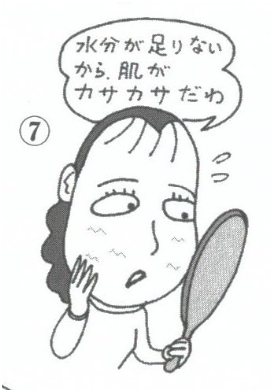 水分が足りない
から、肌が
カサカサだわ
⑦